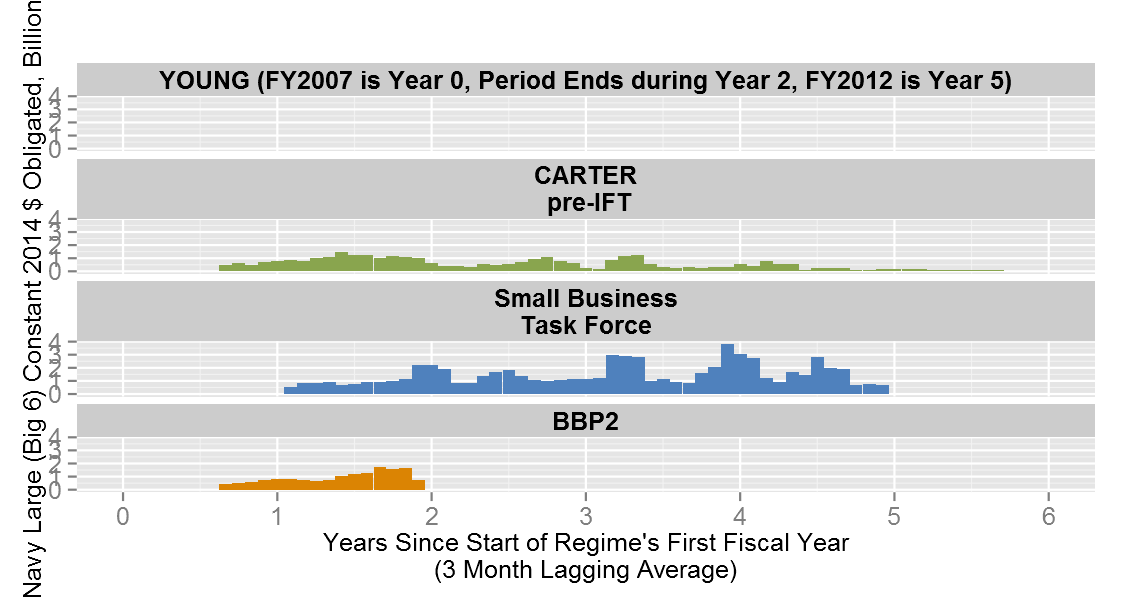 Navy Large (Big 6) Constant 2014 $ Obligated, Billion
YOUNG (FY2007 is Year 0, Period Ends during Year 2, FY2012 is Year 5)
4
3
2
1
0
CARTER
pre-IFT
4
3
2
1
0
Small Business
Task Force
4
3
2
1
0
BBP2
4
3
2
1
0
0 1 2 3 4 5 6
Years Since Start of Regime's First Fiscal Year
(3 Month Lagging Average)